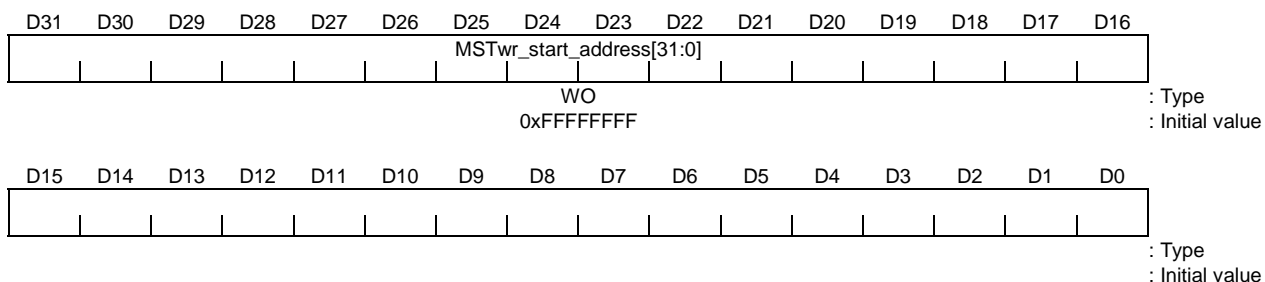 D31 D30 D29 D28 D27 D26 D25 D24 D23 D22 D21 D20 D19 D18 D17 D16
MSTwr_start_address[31:0]
WO : Type
0xFFFFFFFF : Initial value
D15 D14 D13 D12 D11 D10 D9 D8 D7 D6 D5 D4 D3 D2 D1 D0
: Type
: Initial value